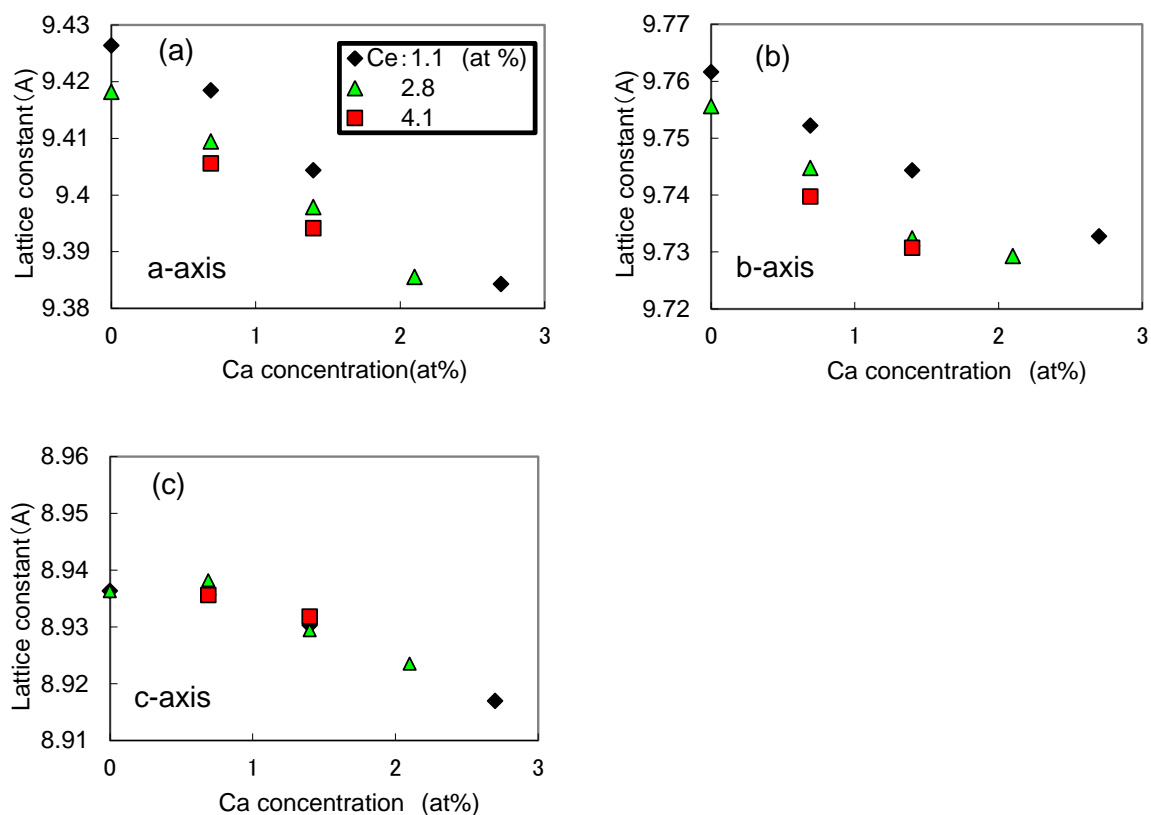 (a)
Lattice constant(A)
9.43
9.42
9.41
9.4
9.39
9.38
Ce:1.1 (at %)
2.8
4.1
a-axis
0 1 2 3
Ca concentration(at%)
(b)
Lattice constant(A)
9.77
9.76
9.75
9.74
9.73
9.72
b-axis
0 1 2 3
Ca concentration (at%)
(c)
Lattice constant(A)
8.96
8.95
8.94
8.93
8.92
8.91
c-axis
0 1 2 3
Ca concentration (at%)